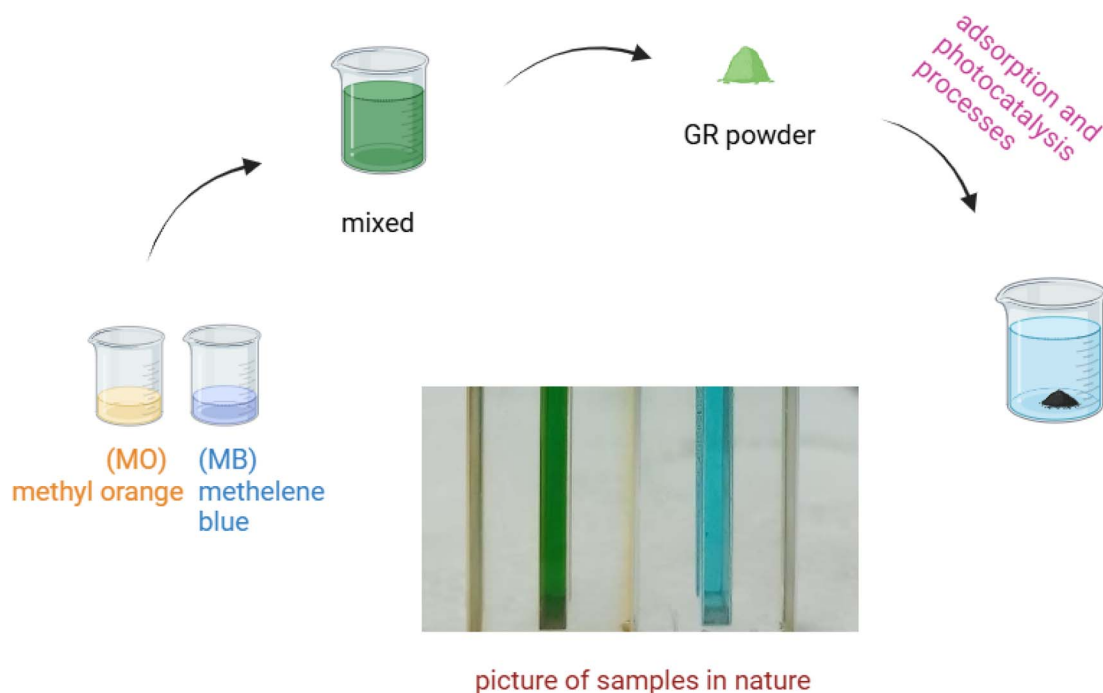 adsorption and
photocatalysis
processes
GR powder
mixed
(MO)
methyl orange
(MB)
methelene
blue
picture of samples in nature